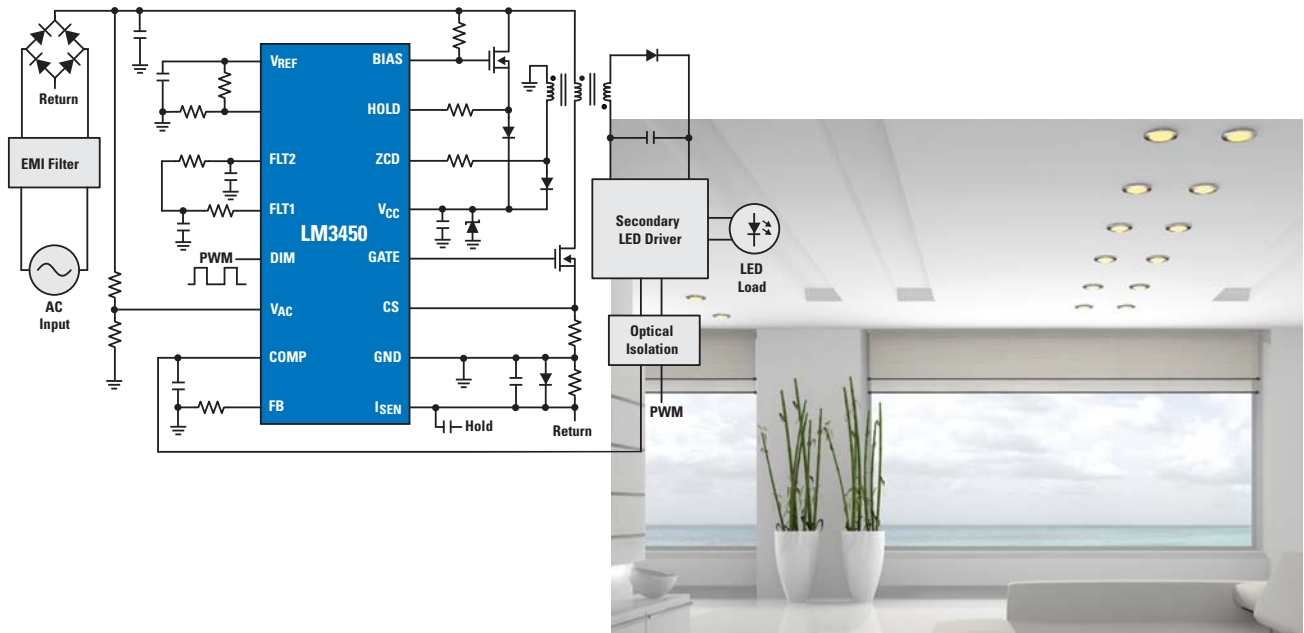 Return
EMI Filter
AC
Input
VREF
FLT2
FLT1
PWM
DIM
VAC
COMP
FB
LM3450
BIAS
HOLD
ZCD
VCC
GATE
CS
GND
ISEN
Hold
Return
Secondary
LED Driver
LED
Load
Optical
Isolation
PWM